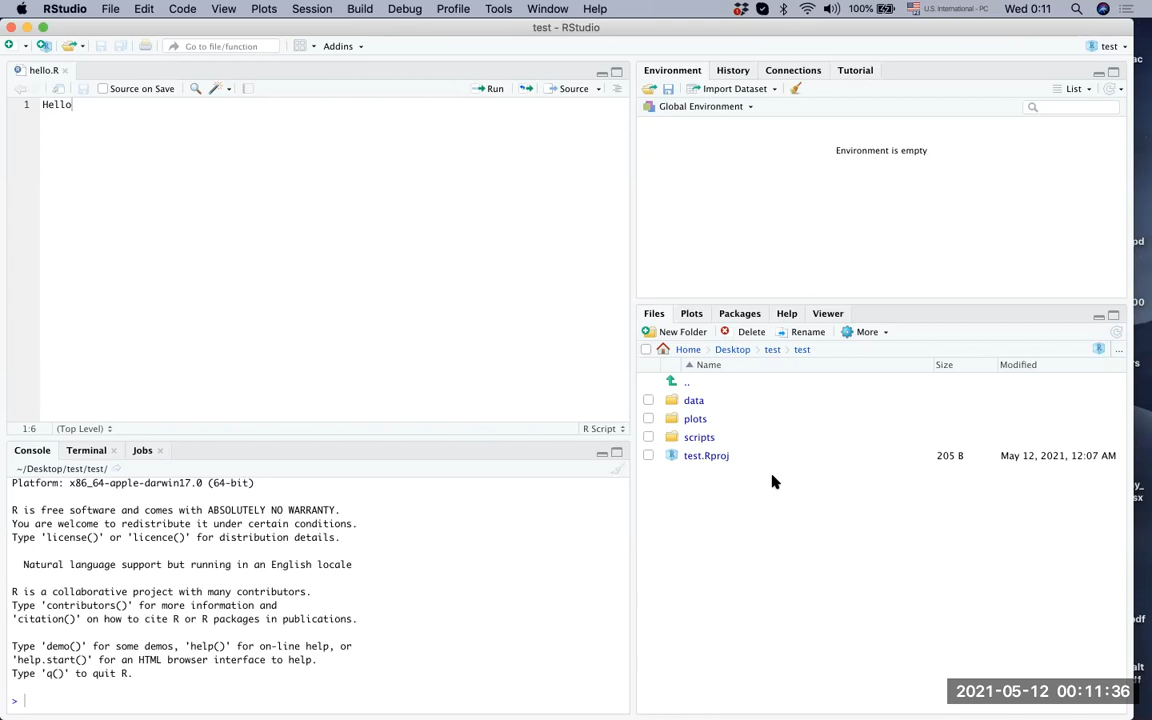 RStudio File Edit Code View Plots Session Build Debug Profile Tools Window Help 100% U.S. International - PC Wed 0:11
test - RStudio
Go to file/function Addins test
hello.R
Source on Save Run Source
1 Hello
1:6 (Top Level) R Script
Console Terminal Jobs
~/Desktop/test/test/
Platform: x86_64-apple-darwin17.0 (64-bit)
R is free software and comes with ABSOLUTELY NO WARRANTY.
You are welcome to redistribute it under certain conditions.
Type 'license()' or 'licence()' for distribution details.
Natural language support but running in an English locale
R is a collaborative project with many contributors.
Type 'contributors()' for more information and
'citation()' on how to cite R or R packages in publications.
Type 'demo()' for some demos, 'help()' for on-line help, or
'help.start()' for an HTML browser interface to help.
Type 'q()' to quit R.
>
Environment History Connections Tutorial
Import Dataset List
Global Environment
Environment is empty
Files Plots Packages Help Viewer
New Folder Delete Rename More
Home Desktop test test ...
Name Size Modified
..
data
plots
scripts
test.Rproj 205 B May 12, 2021, 12:07 AM
2021-05-12 00:11:36